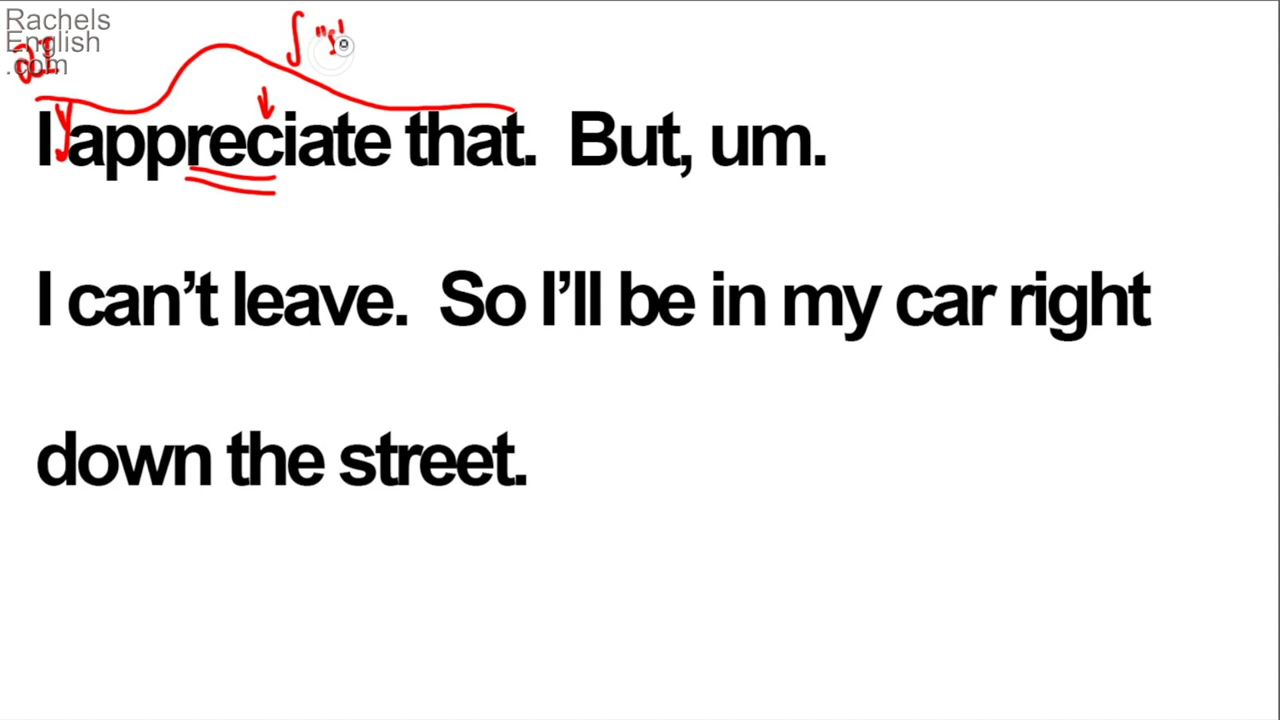 Rachels
English
.com
aɪ
ʃ "s
y
I appreciate that. But, um.
I can't leave. So I'll be in my car right
down the street.